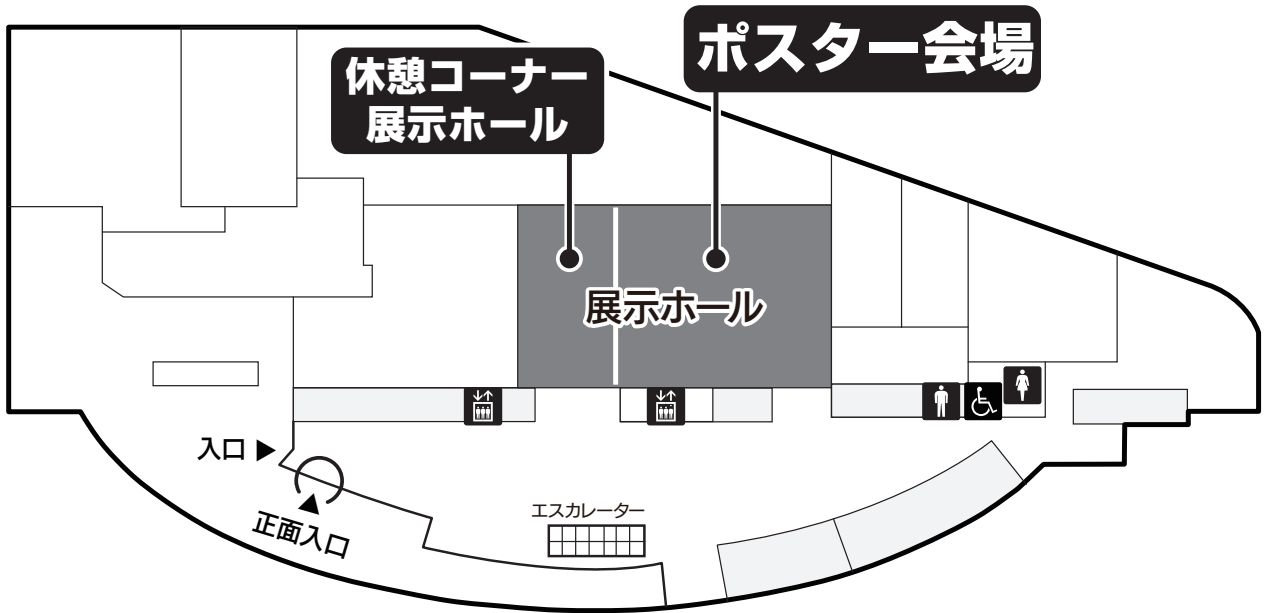 ポスター会場
休憩コーナー
展示ホール
展示ホール
入口
正面入口
エスカレーター